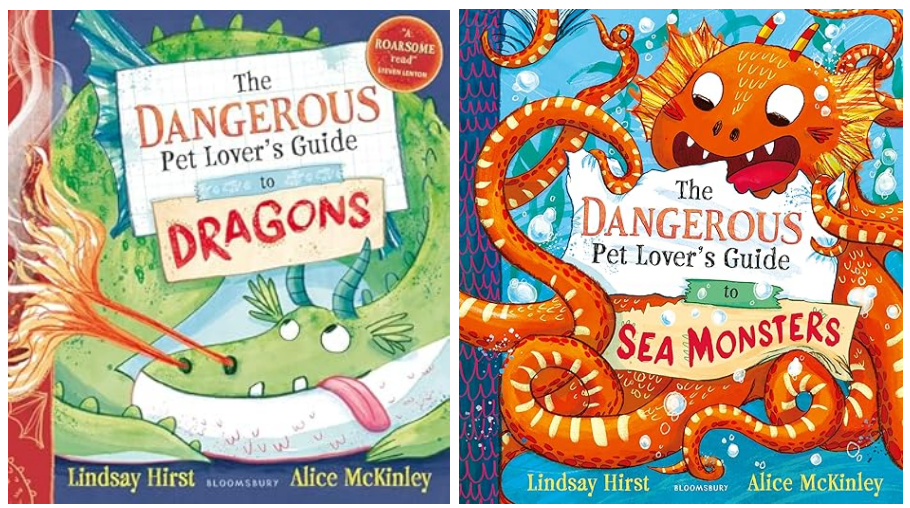 "A
ROARSOME
read"
STEVEN LENTON
The
DANGEROUS
Pet Lover's Guide
to
DRAGONS
Lindsay Hirst BLOOMSBURY Alice McKinley
The
DANGEROUS
Pet Lover's Guide
to
SEA MONSTERS
Lindsay Hirst BLOOMSBURY Alice McKinley